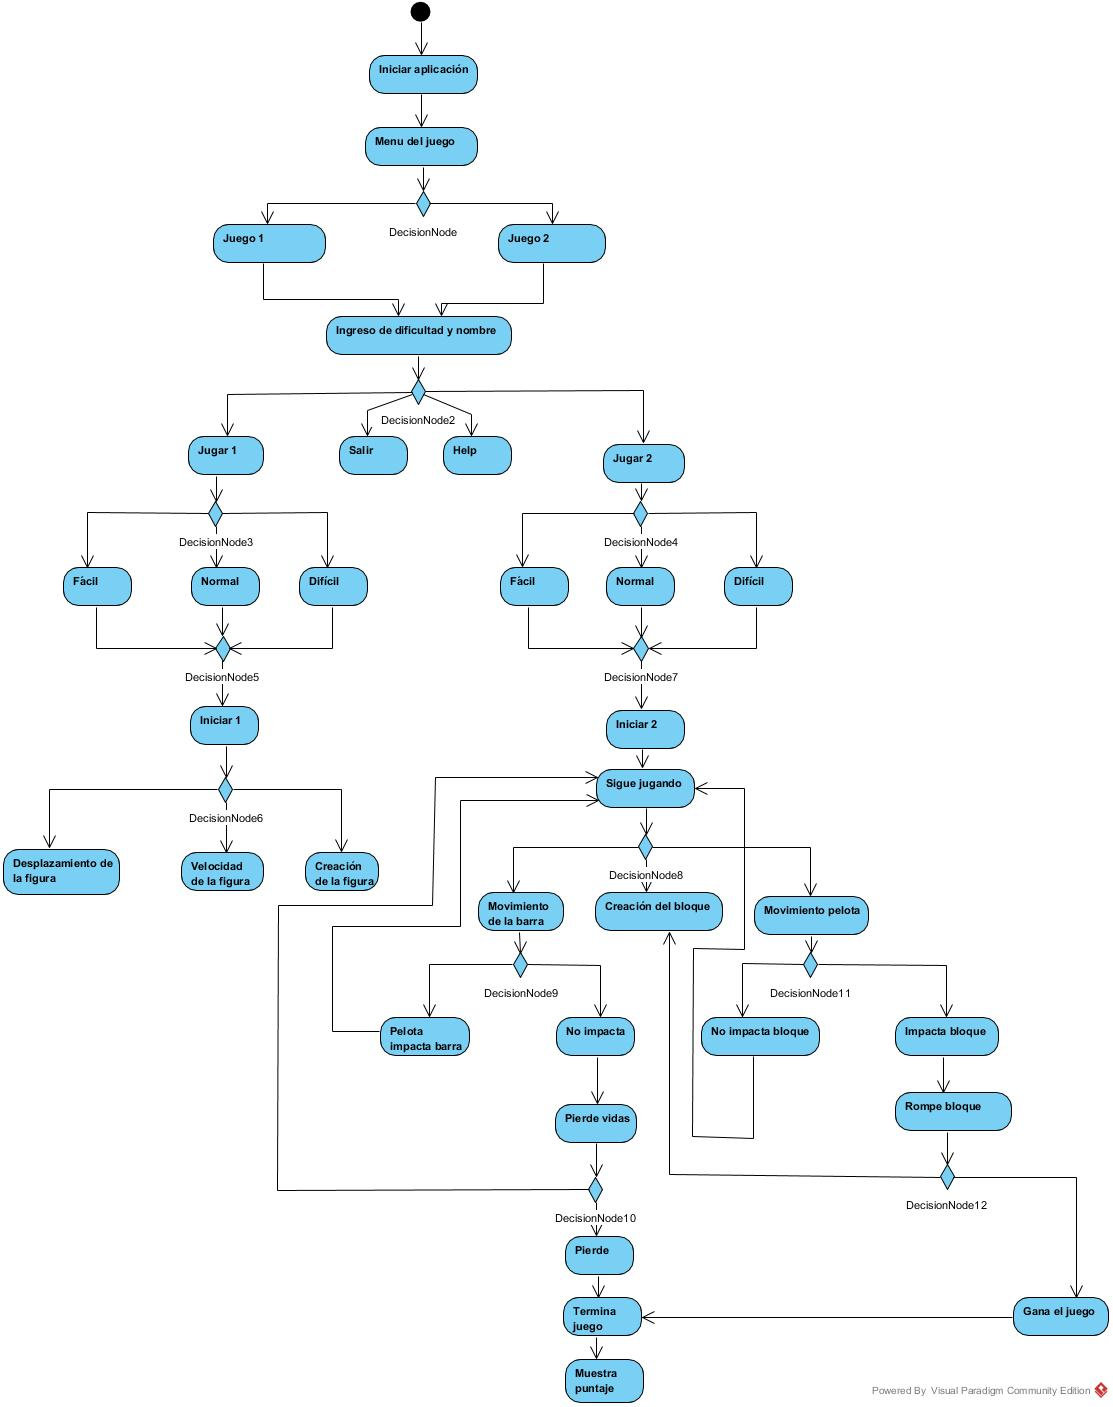 Iniciar aplicación
Menu del juego
DecisionNode
Juego 1
Juego 2
Ingreso de dificultad y nombre
DecisionNode2
Jugar 1
Salir
Help
Jugar 2
DecisionNode3
DecisionNode4
Fácil
Normal
Difícil
Fácil
Normal
Difícil
DecisionNode5
DecisionNode7
Iniciar 1
Iniciar 2
Sigue jugando
DecisionNode6
Desplazamiento de
la figura
Velocidad
de la figura
Creación
de la figura
DecisionNode8
Movimiento
de la barra
Creación del bloque
Movimiento pelota
DecisionNode9
DecisionNode11
Pelota
impacta barra
No impacta
No impacta bloque
Impacta bloque
Pierde vidas
Rompe bloque
DecisionNode10
DecisionNode12
Pierde
Termina
juego
Gana el juego
Muestra
puntaje
Powered By Visual Paradigm Community Edition